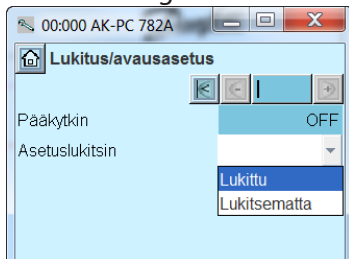 00:000 AK-PC 782A
Lukitus/avausasetus
Pääkytkin OFF
Asetuslukitsin
Lukittu
Lukitsematta